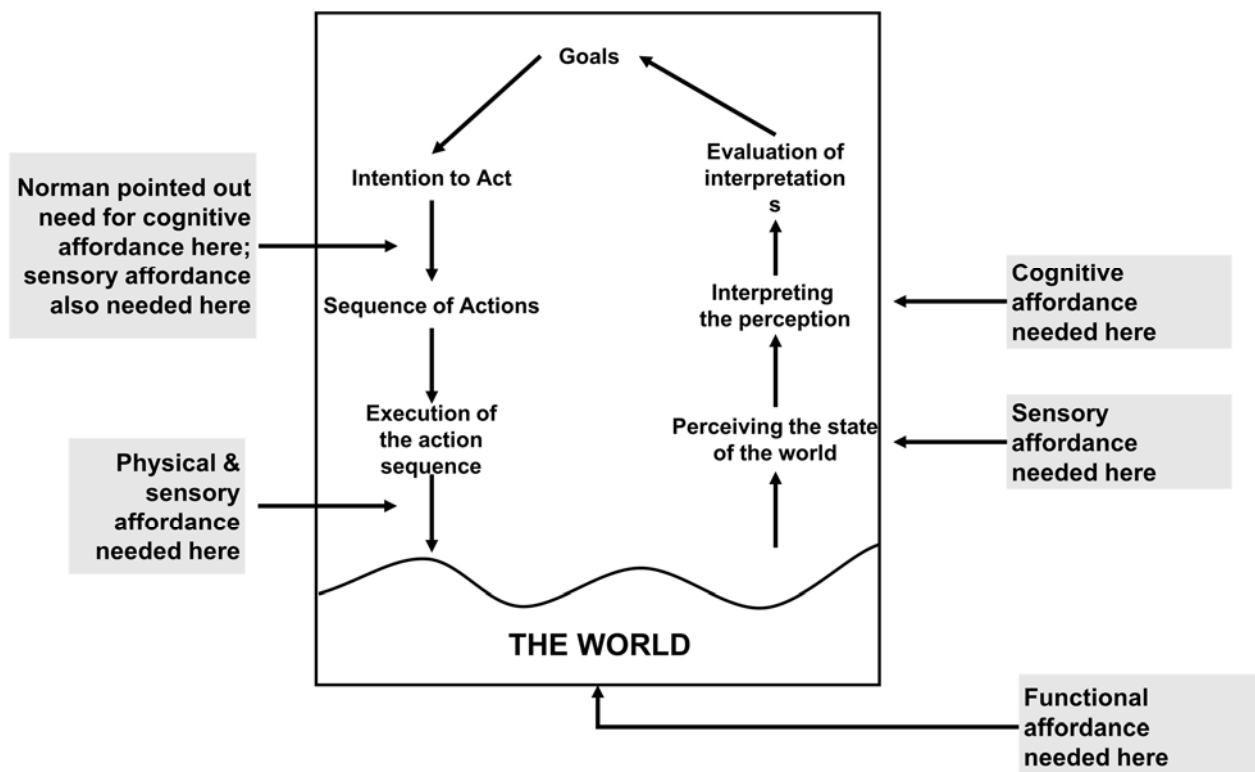 Goals
Intention to Act
Sequence of Actions
Execution of
the action
sequence
Evaluation of
interpretation
s
Interpreting
the perception
Perceiving the state
of the world
THE WORLD
Norman pointed out
need for cognitive
affordance here;
sensory affordance
also needed here
Physical &
sensory
affordance
needed here
Cognitive
affordance
needed here
Sensory
affordance
needed here
Functional
affordance
needed here